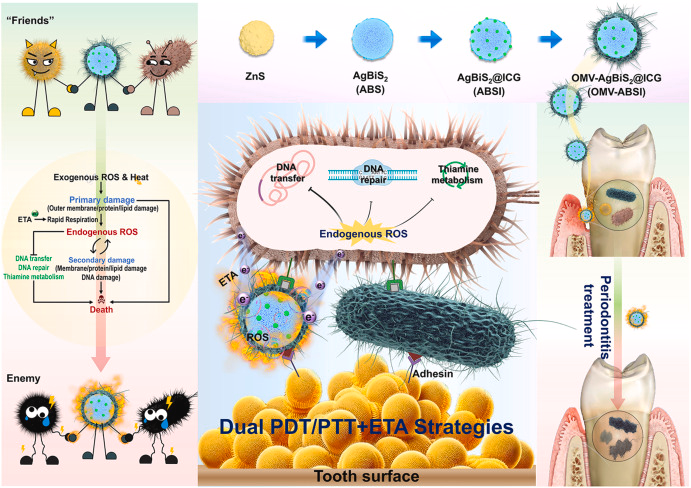 “Friends”
Exogenous ROS & Heat
Primary damage
(Outer membrane/protein/lipid damage)
ETA
e⁻
Rapid Respiration
Endogenous ROS
DNA transfer
DNA repair
Thiamine metabolism
Secondary damage
(Membrane/protein/lipid damage
DNA damage)
Death
Enemy
ZnS
AgBiS₂
(ABS)
AgBiS₂@ICG
(ABSI)
OMV-AgBiS₂@ICG
(OMV-ABSI)
DNA
transfer
DNA
repair
Thiamine
metabolism
Endogenous ROS
ETA
e⁻
e⁻
e⁻
e⁻
ROS
Adhesin
Dual PDT/PTT+ETA Strategies
Tooth surface
Periodontitis
treatment